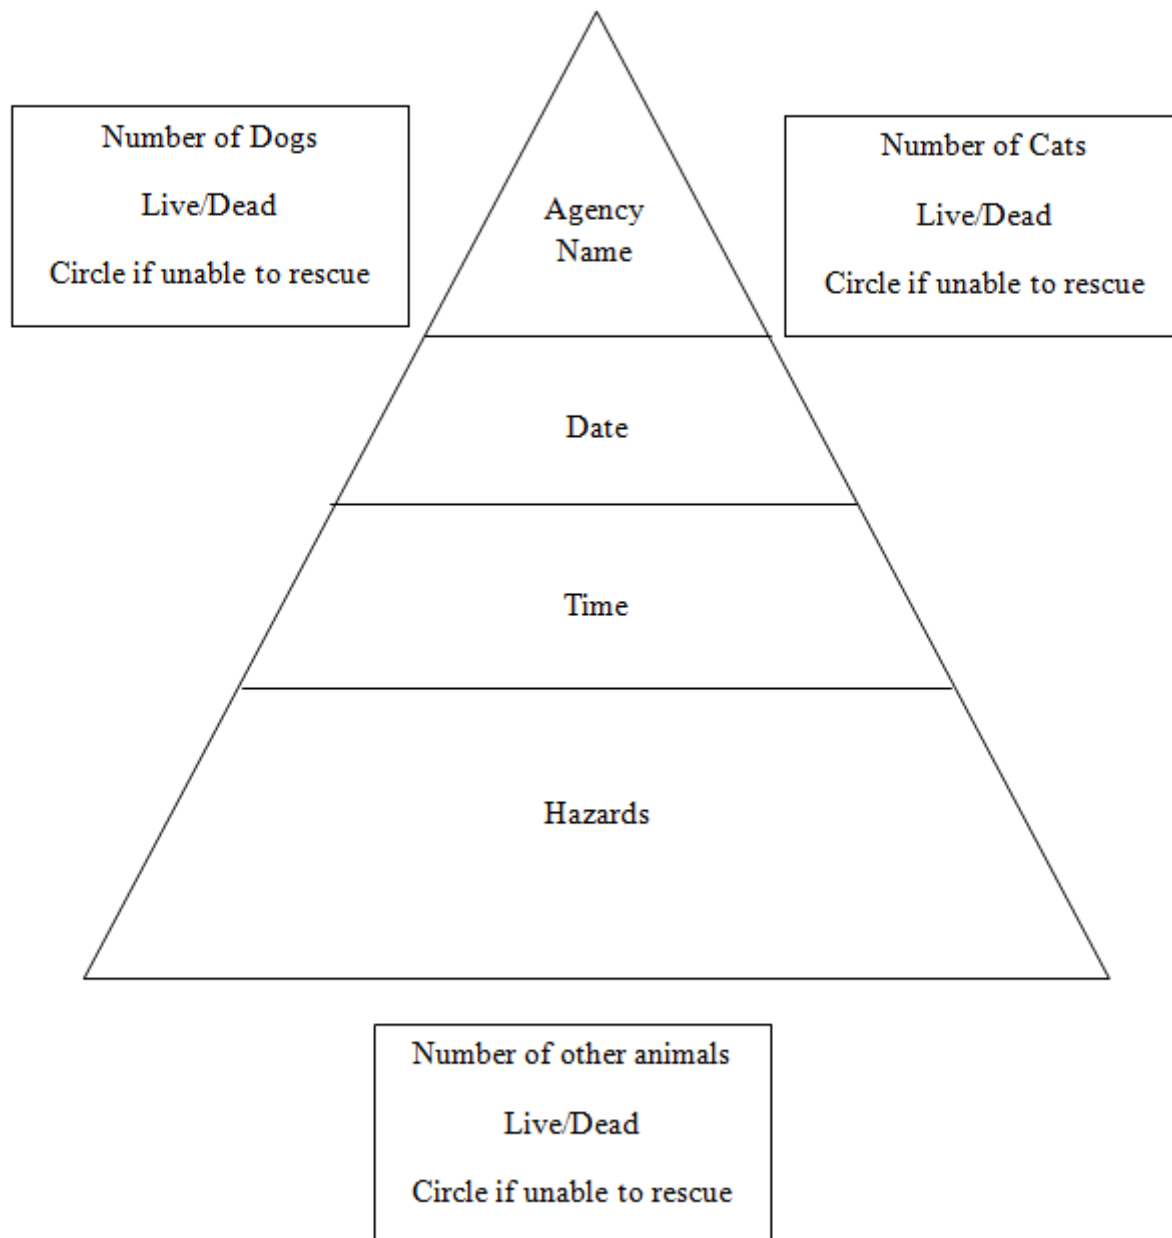 Number of Dogs
Live/Dead
Circle if unable to rescue
Number of Cats
Live/Dead
Circle if unable to rescue
Agency
Name
Date
Time
Hazards
Number of other animals
Live/Dead
Circle if unable to rescue